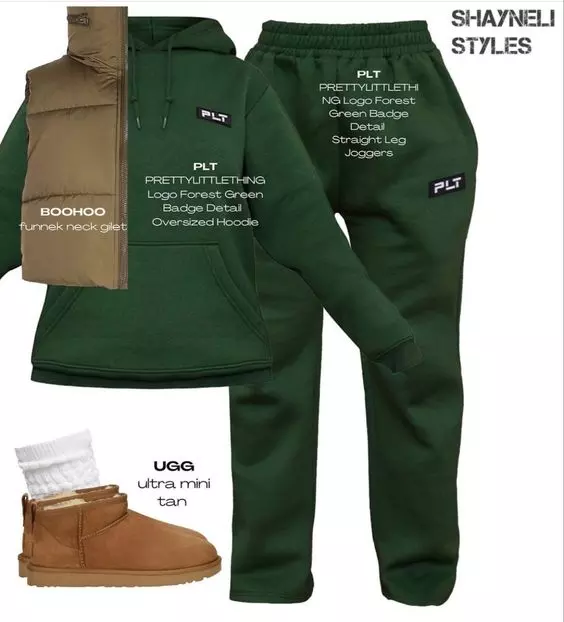 SHAYNELI
STYLES
PLT
PRETTYLITTLETHI
NG Logo Forest
Green Badge
Detail
Straight Leg
Joggers
PLT
PLT
PLT
PRETTYLITTLETHING
Logo Forest Green
Badge Detail
Oversized Hoodie
BOOHOO
funnek neck gilet
UGG
ultra mini
tan